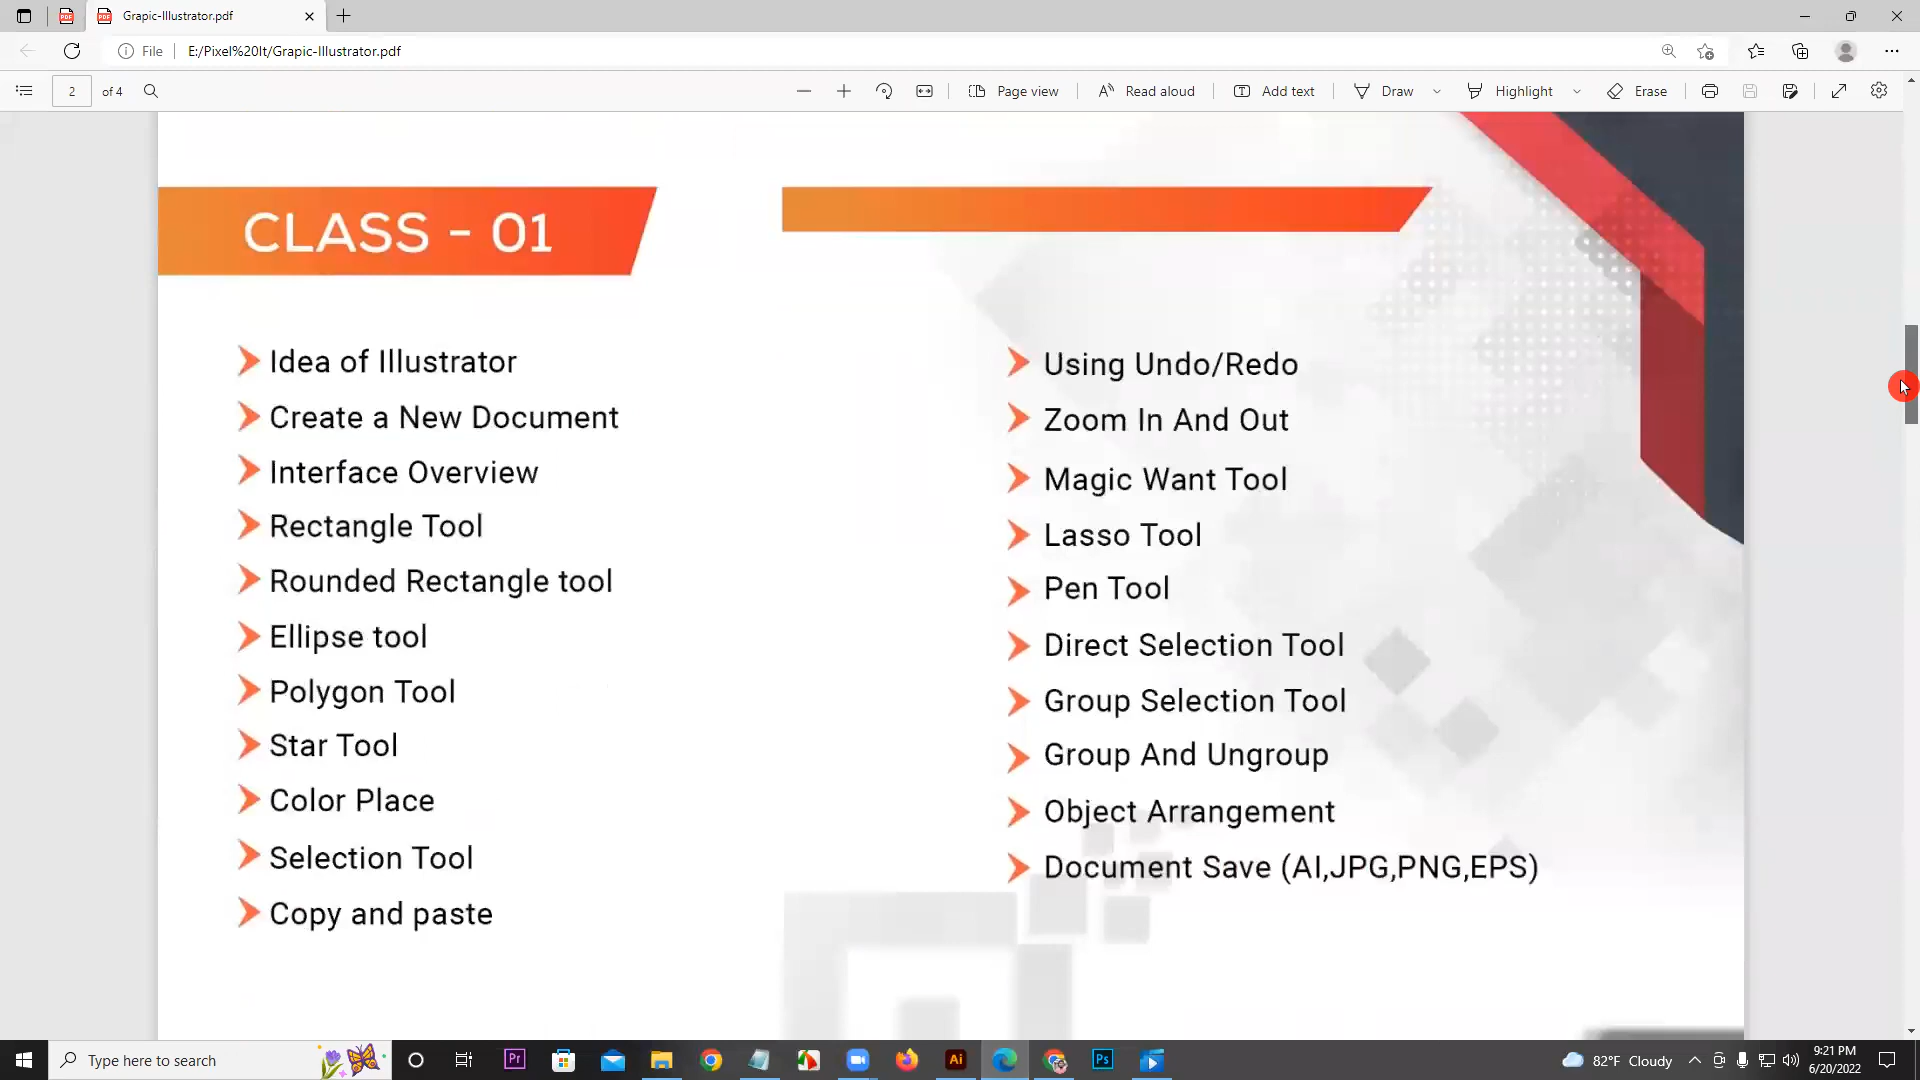 Grapic-Illustrator.pdf
File
E:/Pixel%20It/Grapic-Illustrator.pdf
2 of 4
Page view
Read aloud
Add text
Draw
Highlight
Erase
CLASS - 01
Idea of Illustrator
Create a New Document
Interface Overview
Rectangle Tool
Rounded Rectangle tool
Ellipse tool
Polygon Tool
Star Tool
Color Place
Selection Tool
Copy and paste
Using Undo/Redo
Zoom In And Out
Magic Want Tool
Lasso Tool
Pen Tool
Direct Selection Tool
Group Selection Tool
Group And Ungroup
Object Arrangement
Document Save (AI,JPG,PNG,EPS)
Type here to search
Pr
Ai
Ps
82°F Cloudy
9:21 PM
6/20/2022